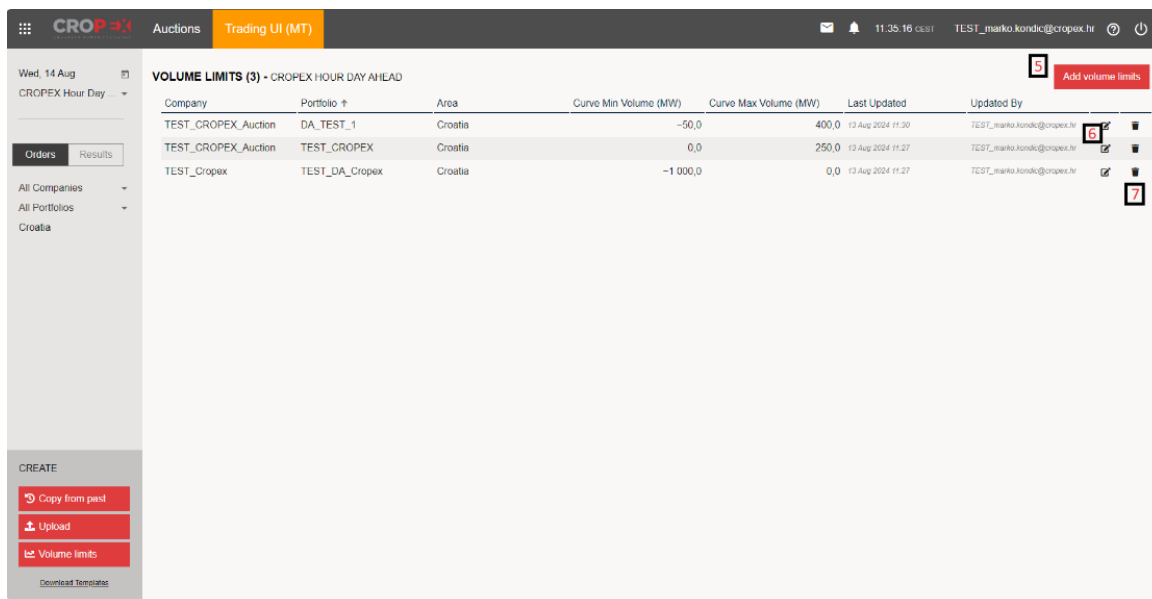 CROPEX Auctions Trading UI (MT) 11:35:16 CEST TEST_marko.kondic@cropex.hr
Wed, 14 Aug
CROPEX Hour Day ...
Orders Results
All Companies
All Portfolios
Croatia
CREATE
Copy from past
Upload
Volume limits
Download Templates
VOLUME LIMITS (3) - CROPEX HOUR DAY AHEAD
5
Add volume limits
Company Portfolio ↑ Area Curve Min Volume (MW) Curve Max Volume (MW) Last Updated Updated By
TEST_CROPEX_Auction DA_TEST_1 Croatia −50,0 400,0 13 Aug 2024 11:30 TEST_marko.kondic@cropex.hr
6
TEST_CROPEX_Auction TEST_CROPEX Croatia 0,0 250,0 13 Aug 2024 11:27 TEST_marko.kondic@cropex.hr
TEST_Cropex TEST_DA_Cropex Croatia −1 000,0 0,0 13 Aug 2024 11:27 TEST_marko.kondic@cropex.hr
7